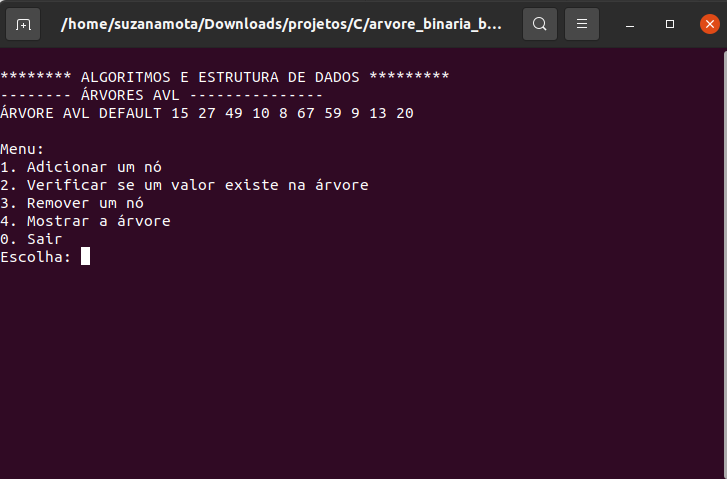 /home/suzanamota/Downloads/projetos/C/arvore_binaria_b...
******** ALGORITMOS E ESTRUTURA DE DADOS *********
-------- ÁRVORES AVL ---------------
ÁRVORE AVL DEFAULT 15 27 49 10 8 67 59 9 13 20
Menu:
1. Adicionar um nó
2. Verificar se um valor existe na árvore
3. Remover um nó
4. Mostrar a árvore
0. Sair
Escolha: